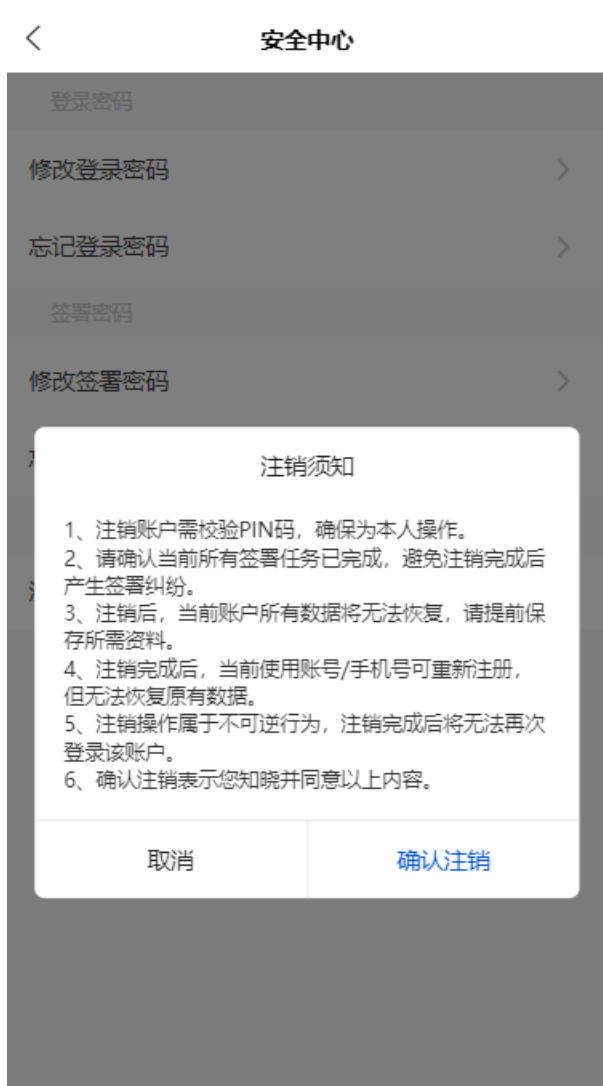 安全中心
登录密码
修改登录密码
忘记登录密码
签署密码
修改签署密码
注销须知
1、注销账户需校验PIN码，确保为本人操作。
2、请确认当前所有签署任务已完成，避免注销完成后
产生签署纠纷。
3、注销后，当前账户所有数据将无法恢复，请提前保
存所需资料。
4、注销完成后，当前使用账号/手机号可重新注册，
但无法恢复原有数据。
5、注销操作属于不可逆行为，注销完成后将无法再次
登录该账户。
6、确认注销表示您知晓并同意以上内容。
取消
确认注销